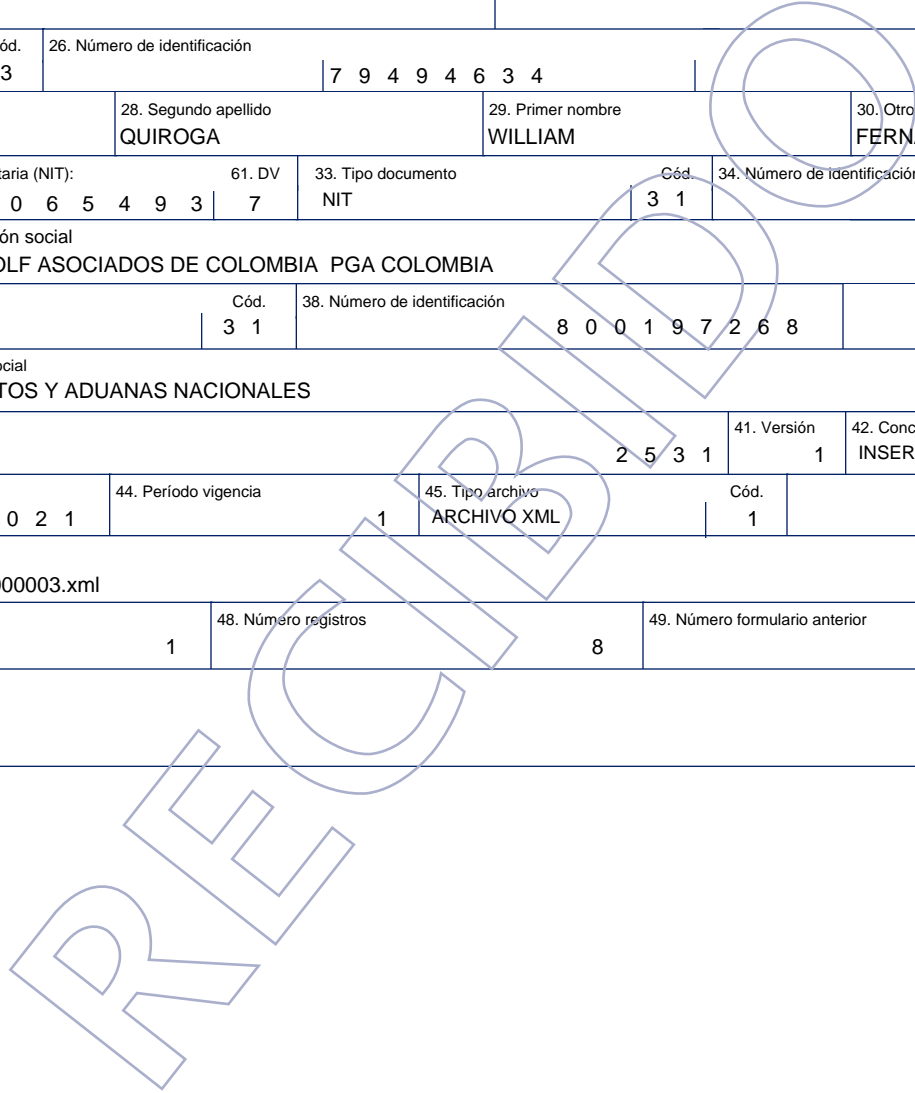 ód. 26. Número de identificación
3 7 9 4 9 4 6 3 4
28. Segundo apellido 29. Primer nombre 30. Otro
QUIROGA WILLIAM FERNA
taria (NIT): 61. DV 33. Tipo documento Cód. 34. Número de identificación
0 6 5 4 9 3 7 NIT 3 1
ón social
OLF ASOCIADOS DE COLOMBIA PGA COLOMBIA
Cód. 38. Número de identificación
3 1 8 0 0 1 9 7 2 6 8
ocial
TOS Y ADUANAS NACIONALES
41. Versión 42. Conc
2 5 3 1 1 INSER
44. Período vigencia 45. Tipo archivo Cód.
0 2 1 1 ARCHIVO XML 1
000003.xml
48. Número registros 49. Número formulario anterior
1 8
RECIBIDO